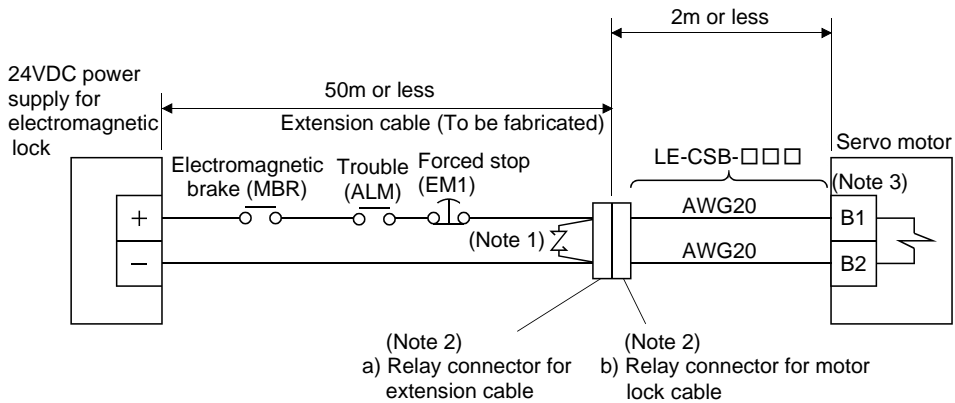 2m or less
24VDC power
supply for
electromagnetic
lock
50m or less
Extension cable (To be fabricated)
Servo motor
LE-CSB-□□□
Electromagnetic
brake (MBR)
Trouble
(ALM)
Forced stop
(EM1)
(Note 3)
+
AWG20
B1
(Note 1)
−
AWG20
B2
(Note 2)
a) Relay connector for
extension cable
(Note 2)
b) Relay connector for motor
lock cable